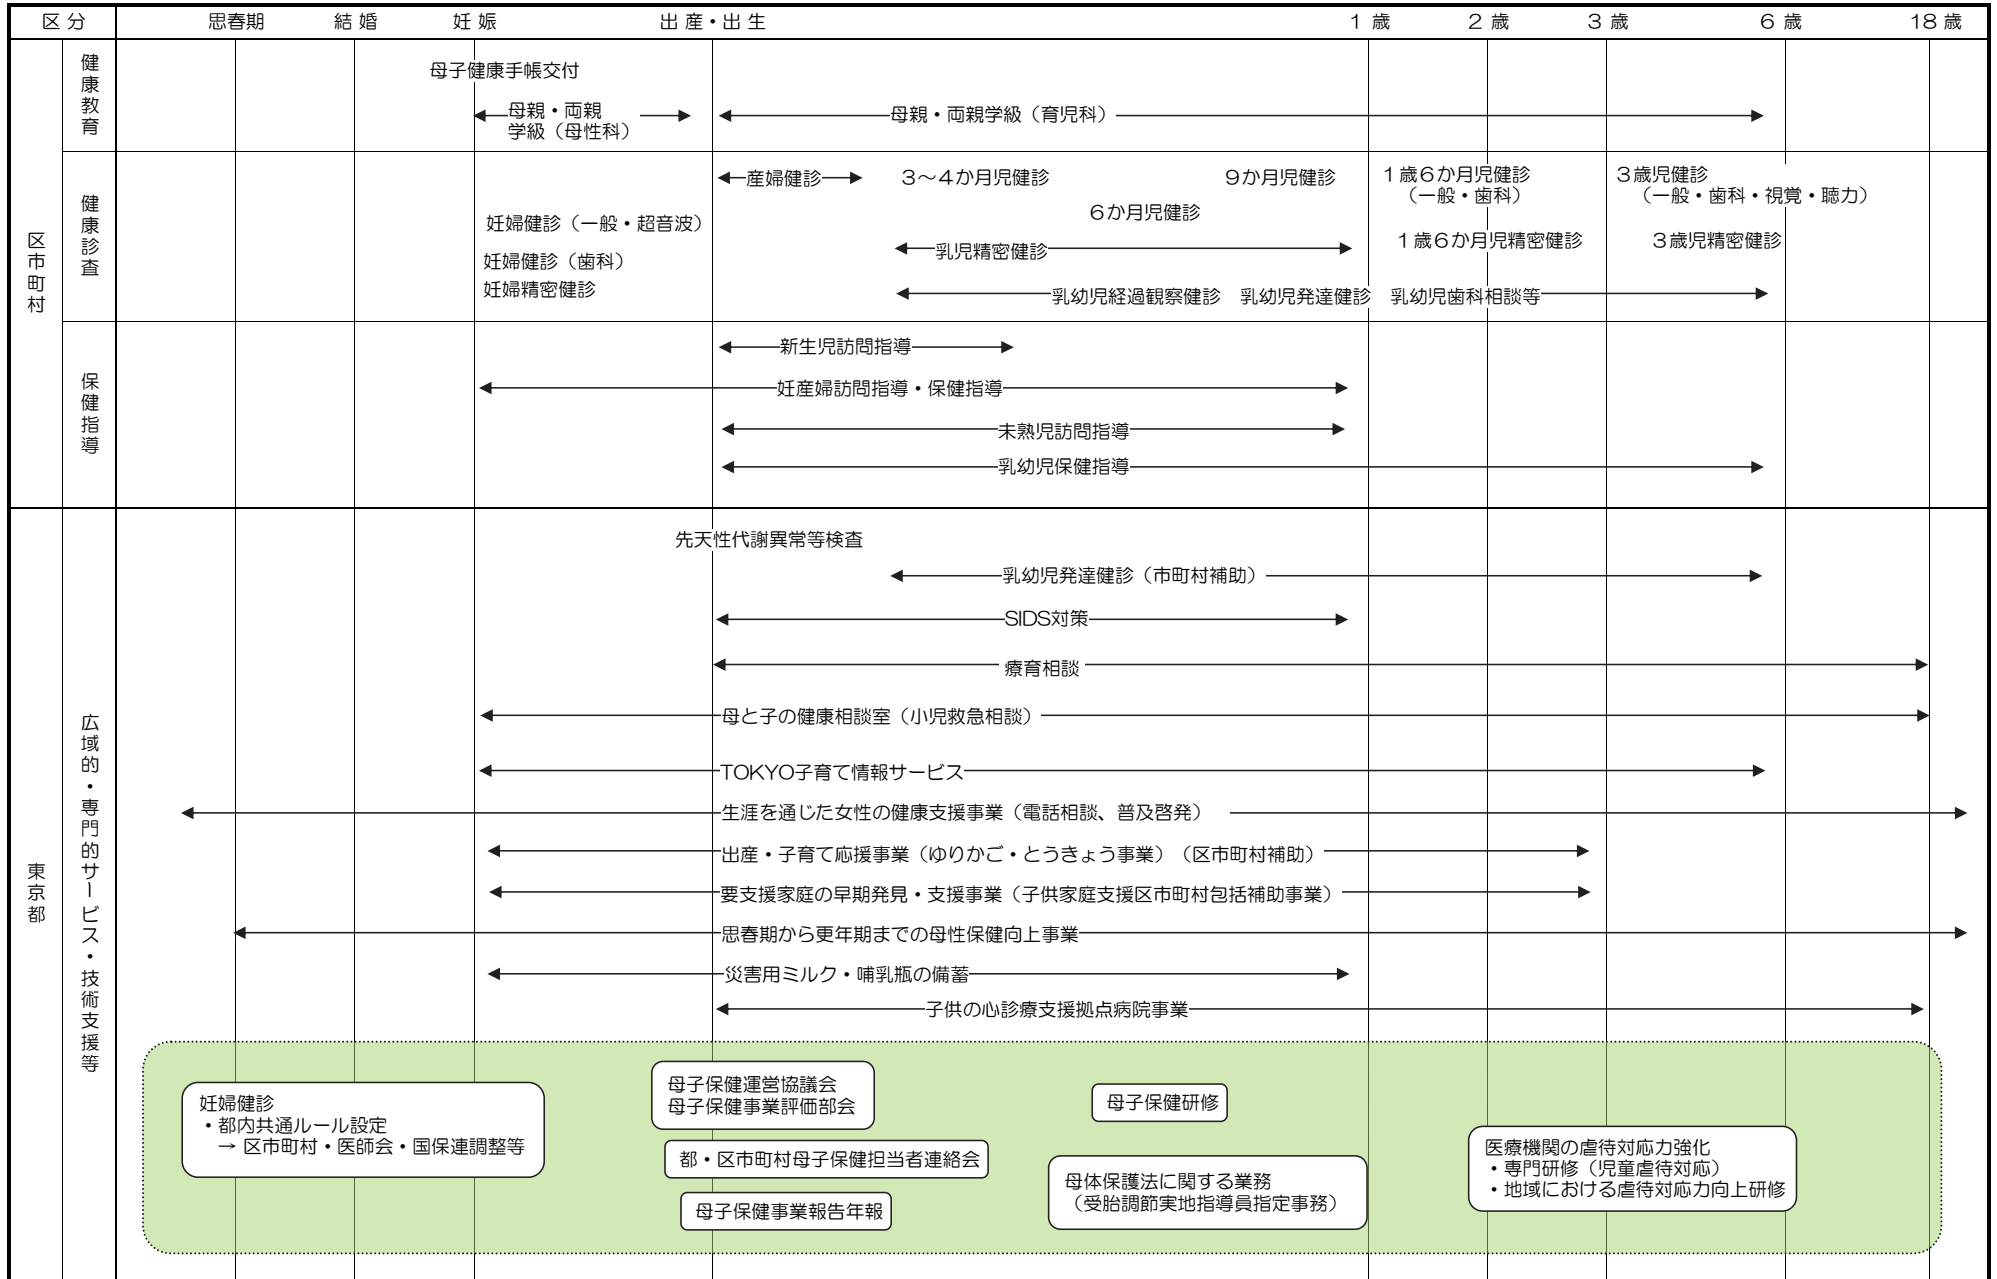 区 分 思春期 結 婚 妊 娠 出 産・出 生 1 歳 2 歳 3 歳 6 歳 18 歳
区市町村
健康教育
母子健康手帳交付
母親・両親
学級（母性科）
母親・両親学級（育児科）
健康診査
産婦健診
3～4か月児健診
9か月児健診
1歳6か月児健診
（一般・歯科）
3歳児健診
（一般・歯科・視覚・聴力）
6か月児健診
妊婦健診（一般・超音波）
1歳6か月児精密健診
3歳児精密健診
乳児精密健診
妊婦健診（歯科）
妊婦精密健診
乳幼児経過観察健診 乳幼児発達健診 乳幼児歯科相談等
保健指導
新生児訪問指導
妊産婦訪問指導・保健指導
未熟児訪問指導
乳幼児保健指導
東京都
広域的・専門的サービス・技術支援等
先天性代謝異常等検査
乳幼児発達健診（市町村補助）
SIDS対策
療育相談
母と子の健康相談室（小児救急相談）
TOKYO子育て情報サービス
生涯を通じた女性の健康支援事業（電話相談、普及啓発）
出産・子育て応援事業（ゆりかご・とうきょう事業）（区市町村補助）
要支援家庭の早期発見・支援事業（子供家庭支援区市町村包括補助事業）
思春期から更年期までの母性保健向上事業
災害用ミルク・哺乳瓶の備蓄
子供の心診療支援拠点病院事業
妊婦健診
・都内共通ルール設定
→ 区市町村・医師会・国保連調整等
母子保健運営協議会
母子保健事業評価部会
都・区市町村母子保健担当者連絡会
母子保健事業報告年報
母子保健研修
母体保護法に関する業務
（受胎調節実地指導員指定事務）
医療機関の虐待対応力強化
・専門研修（児童虐待対応）
・地域における虐待対応力向上研修